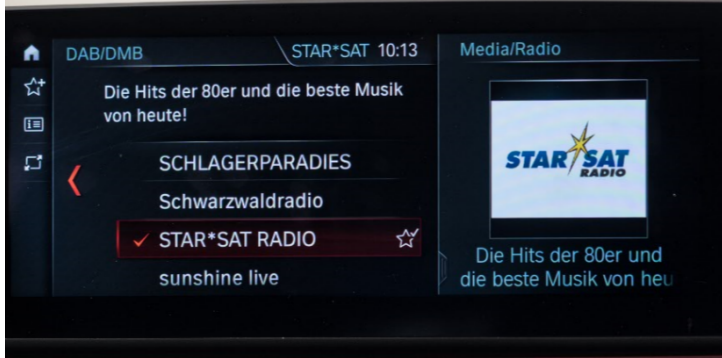 DAB/DMB
STAR*SAT 10:13
Die Hits der 80er und die beste Musik
von heute!
SCHLAGERPARADIES
Schwarzwaldradio
STAR*SAT RADIO
sunshine live
Media/Radio
STAR SAT
RADIO
Die Hits der 80er und
die beste Musik von heu